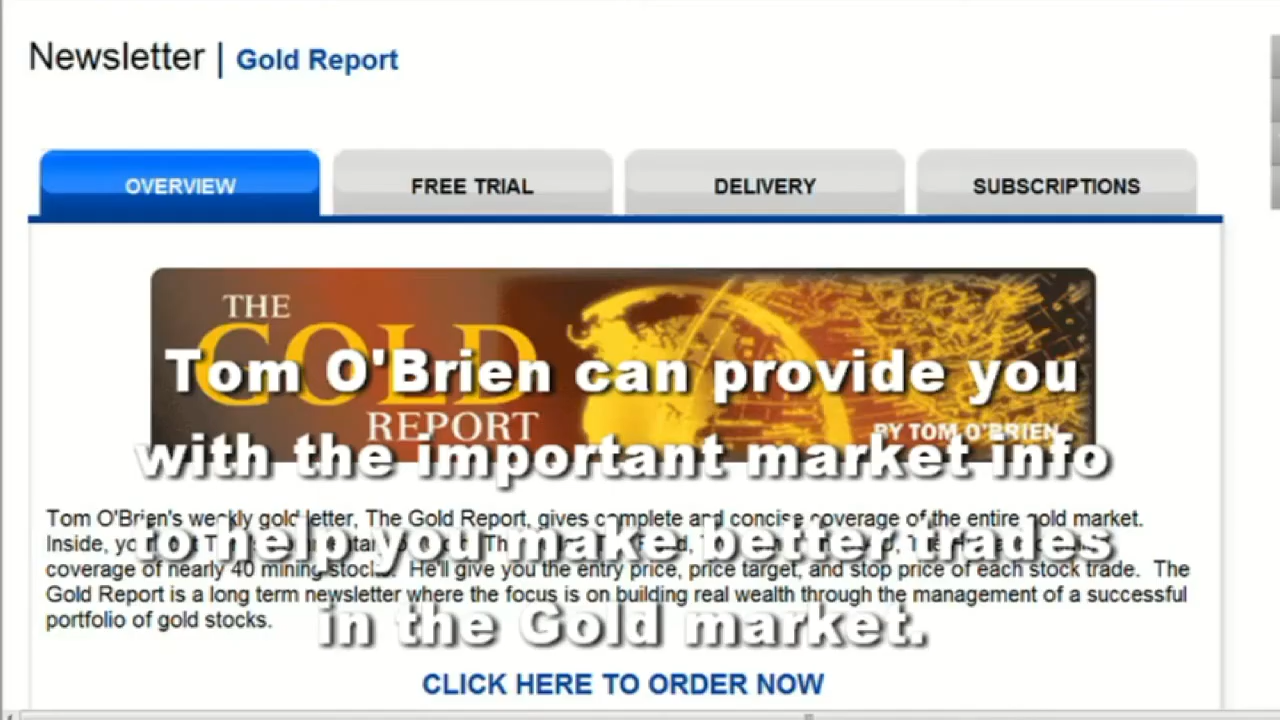 Newsletter | Gold Report
OVERVIEW
FREE TRIAL
DELIVERY
SUBSCRIPTIONS
THE
GOLD
REPORT
BY TOM O'BRIEN
Tom O'Brien can provide you
with the important market info
to help you make better trades
in the Gold market.
Tom O'Brien's weekly gold letter, The Gold Report, gives complete and concise coverage of the entire gold market.
Inside,
coverage of nearly 40 mining He'll give you the entry price, price target, and stop price of each stock trade. The
Gold Report is a long term newsletter where the focus is on building real wealth through the management of a successful
portfolio of gold stocks.
CLICK HERE TO ORDER NOW